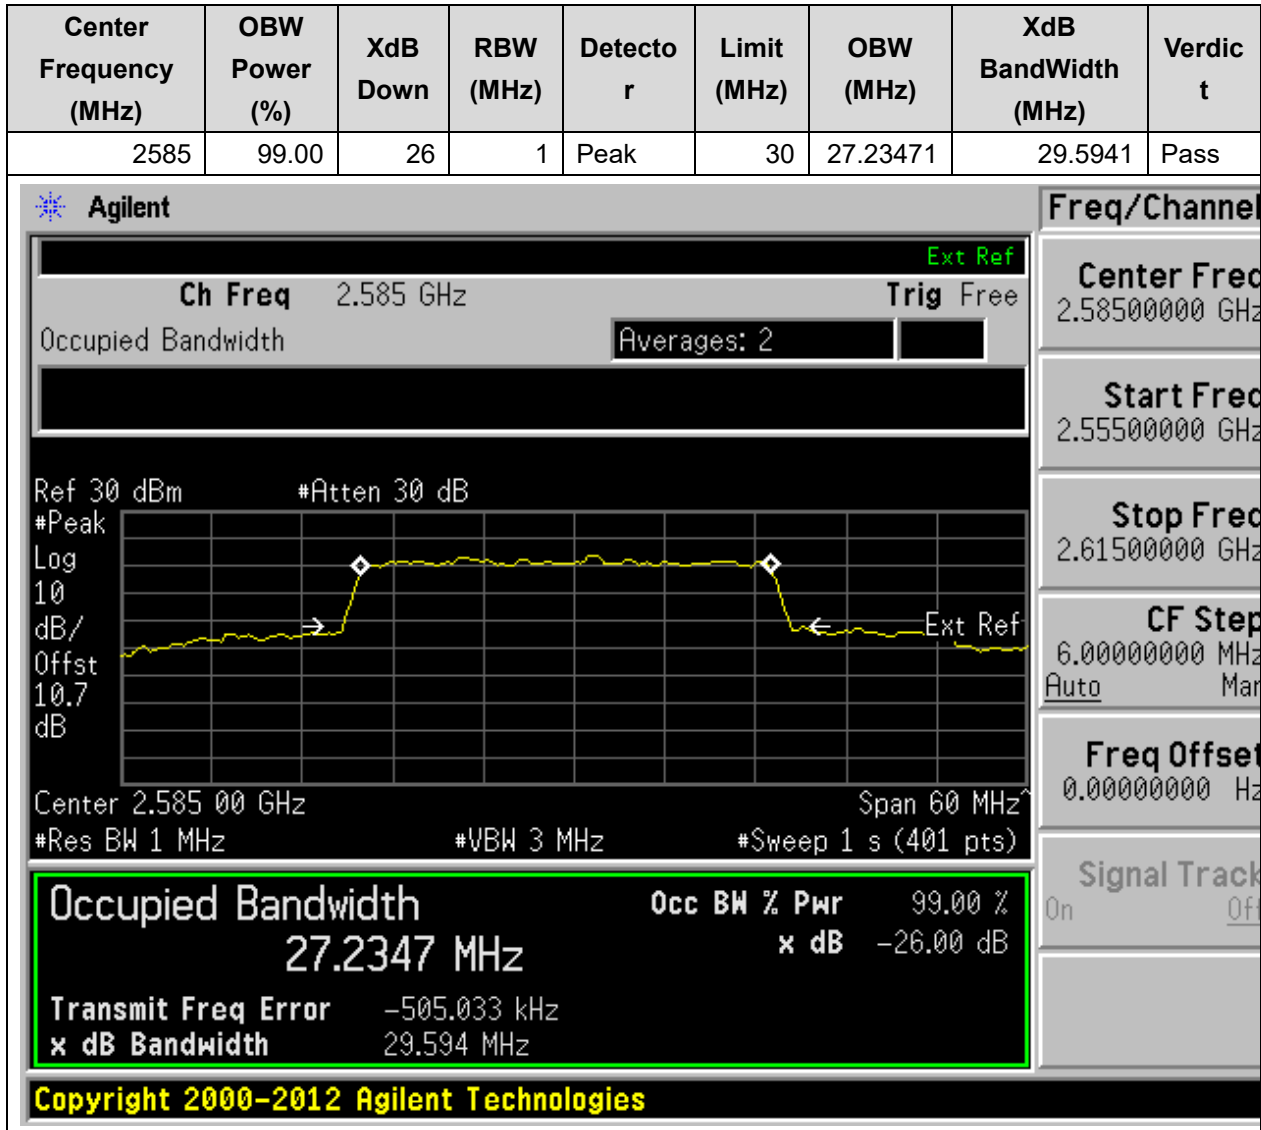 Center Frequency (MHz) OBW Power (%) XdB Down RBW (MHz) Detecto r Limit (MHz) OBW (MHz) XdB BandWidth (MHz) Verdic t
2585 99.00 26 1 Peak 30 27.23471 29.5941 Pass
Agilent
Freq/Channel
Ext Ref
Ch Freq 2.585 GHz Trig Free
Occupied Bandwidth Averages: 2
Center Freq
2.58500000 GHz
Start Freq
2.55500000 GHz
Stop Freq
2.61500000 GHz
CF Step
6.00000000 MHz
Auto Man
Freq Offset
0.00000000 Hz
Signal Track
On Off
Ref 30 dBm #Atten 30 dB
#Peak
Log
10
dB/
Offst
10.7
dB
Ext Ref
Center 2.585 00 GHz Span 60 MHz^
#Res BW 1 MHz #VBW 3 MHz #Sweep 1 s (401 pts)
Occupied Bandwidth Occ BW % Pwr 99.00 %
27.2347 MHz x dB -26.00 dB
Transmit Freq Error -505.033 kHz
x dB Bandwidth 29.594 MHz
Copyright 2000-2012 Agilent Technologies